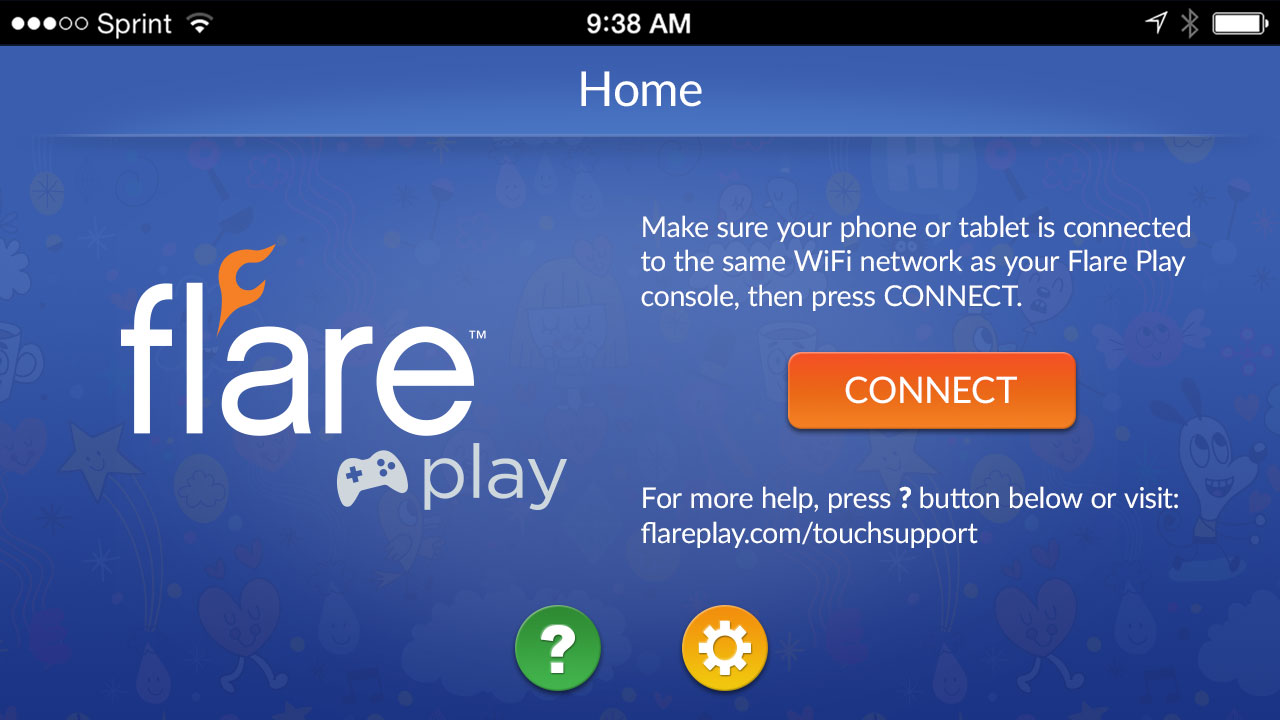 Sprint 9:38 AM
Home
Hi
flare™
play
Make sure your phone or tablet is connected
to the same WiFi network as your Flare Play
console, then press CONNECT.
CONNECT
For more help, press ? button below or visit:
flareplay.com/touchsupport
?